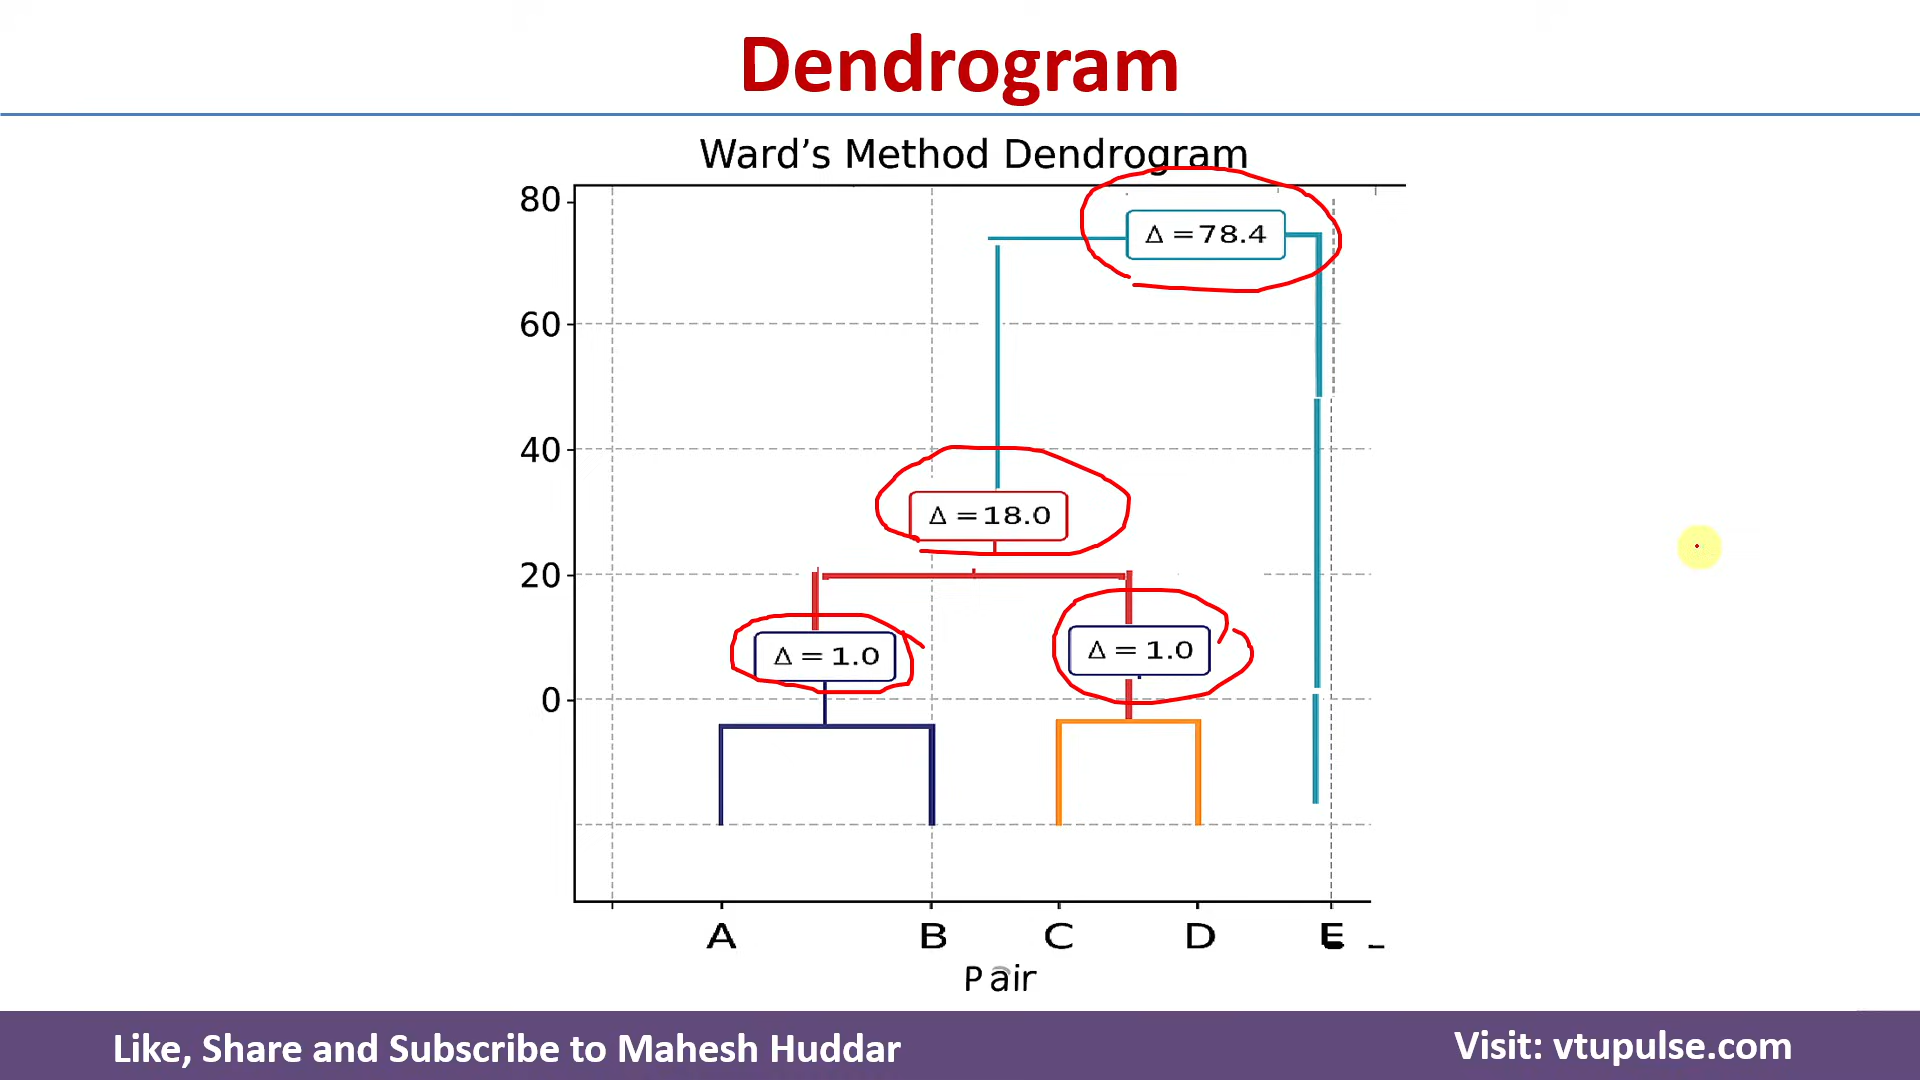 Dendrogram
Ward’s Method Dendrogram
80
Δ = 78.4
60
40
Δ = 18.0
20
Δ = 1.0
Δ = 1.0
0
A B C D E
Pair
Like, Share and Subscribe to Mahesh Huddar
Visit: vtupulse.com